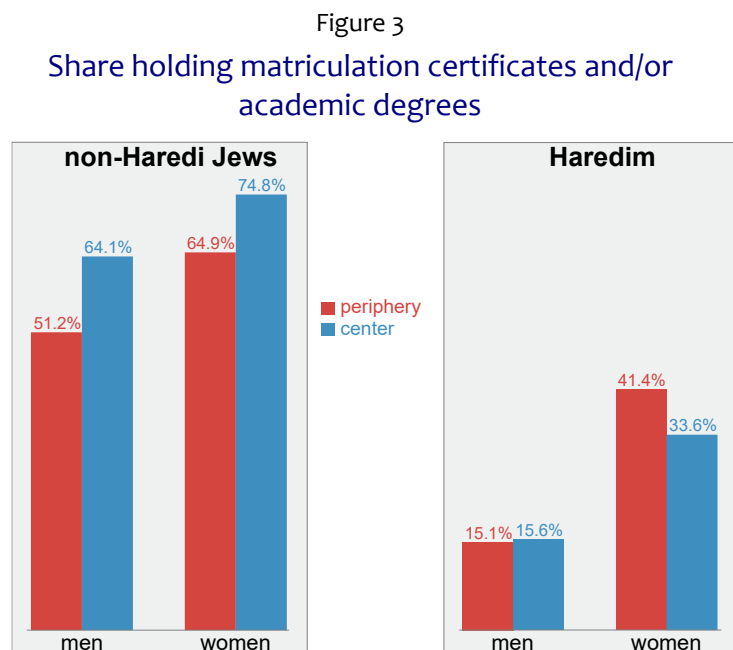 Figure 3
Share holding matriculation certificates and/or
academic degrees
non-Haredi Jews
74.8%
64.1%
64.9%
51.2%
men
women
periphery
center
Haredim
41.4%
33.6%
15.1%
15.6%
men
women